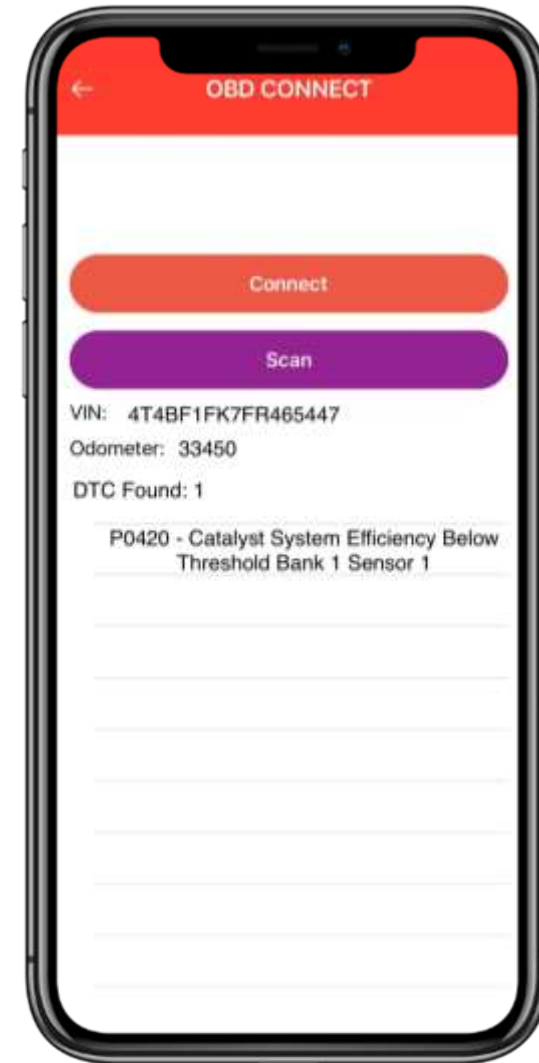 OBD CONNECT
Connect
Scan
VIN: 4T4BF1FK7FR465447
Odometer: 33450
DTC Found: 1
P0420 - Catalyst System Efficiency Below
Threshold Bank 1 Sensor 1